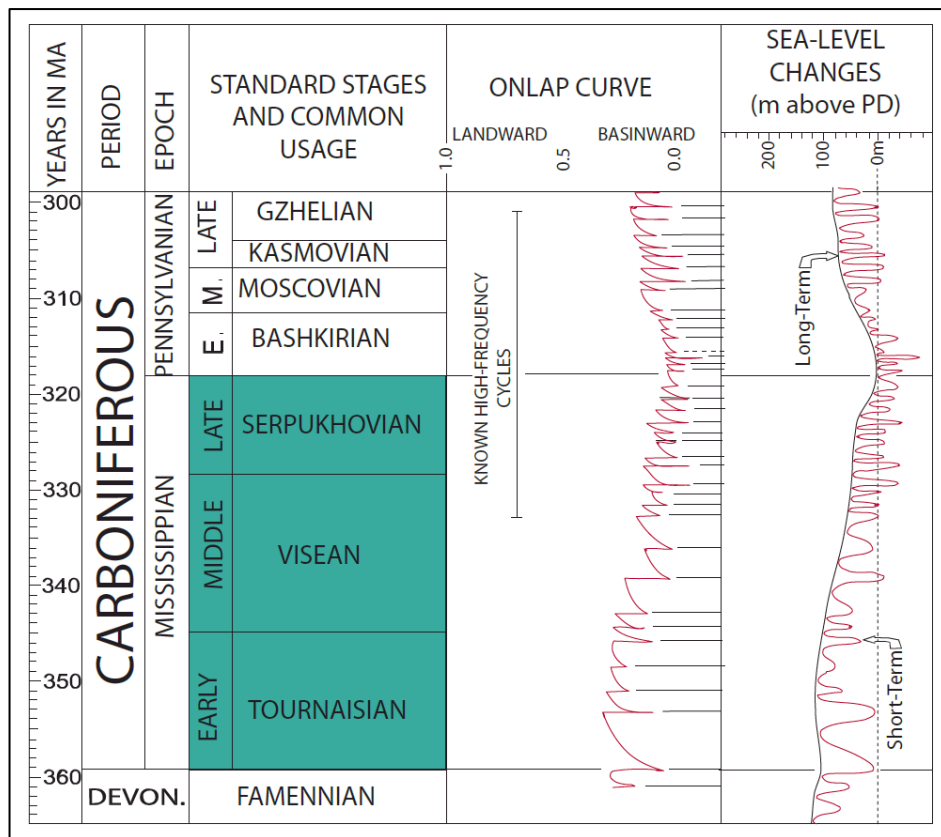 YEARS IN MA
PERIOD
EPOCH
STANDARD STAGES
AND COMMON
USAGE
ONLAP CURVE
LANDWARD
BASINWARD
1.0
0.5
0.0
SEA-LEVEL
CHANGES
(m above PD)
200
100
0m
300
310
320
330
340
350
360
CARBONIFEROUS
DEVON.
PENNSYLVANIAN
MISSISSIPPIAN
LATE
M.
E.
LATE
MIDDLE
EARLY
GZHELIAN
KASMOVIAN
MOSCOVIAN
BASHKIRIAN
SERPUKHOVIAN
VISEAN
TOURNAISIAN
FAMENNIAN
KNOWN HIGH-FREQUENCY
CYCLES
Long-Term
Short-Term